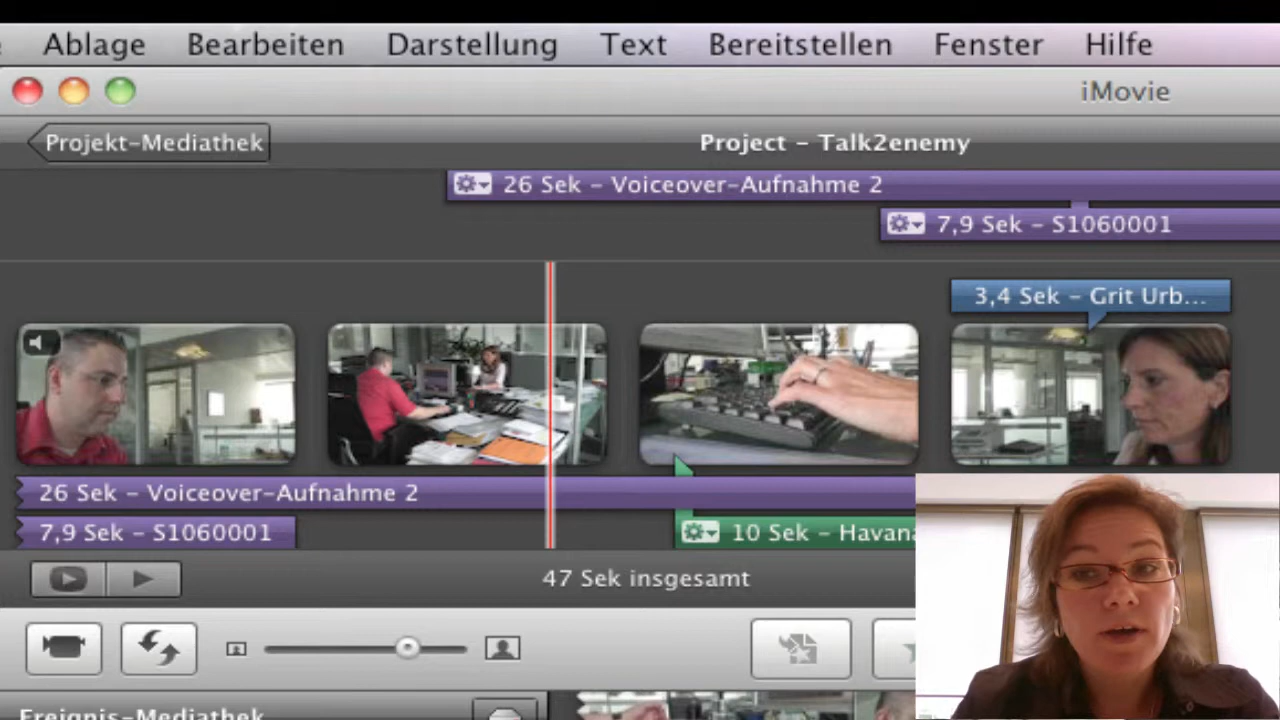 Ablage Bearbeiten Darstellung Text Bereitstellen Fenster Hilfe
iMovie
Projekt-Mediathek
Project - Talk2enemy
26 Sek - Voiceover-Aufnahme 2
7,9 Sek - S1060001
3,4 Sek - Grit Urb...
26 Sek - Voiceover-Aufnahme 2
7,9 Sek - S1060001
10 Sek - Havana
47 Sek insgesamt
Ereignis-Mediathek